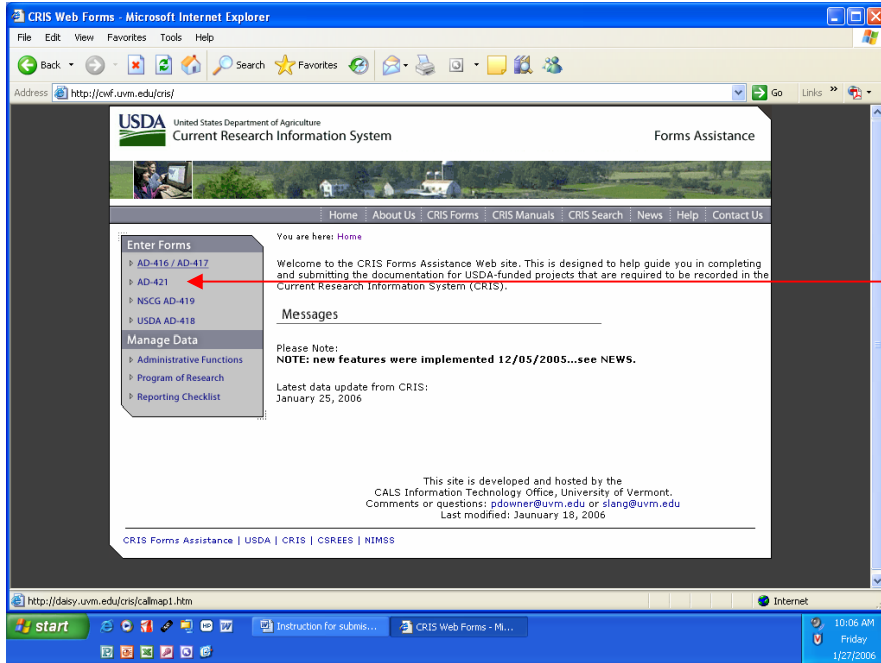 CRIS Web Forms - Microsoft Internet Explorer
File Edit View Favorites Tools Help
Back Search Favorites
Address http://cwf.uvm.edu/cris/ Go Links »
USDA United States Department of Agriculture
Current Research Information System Forms Assistance
Home About Us CRIS Forms CRIS Manuals CRIS Search News Help Contact Us
Enter Forms
AD-416 / AD-417
AD-421
NSCG AD-419
USDA AD-418
Manage Data
Administrative Functions
Program of Research
Reporting Checklist
You are here: Home
Welcome to the CRIS Forms Assistance Web site. This is designed to help guide you in completing
and submitting the documentation for USDA-funded projects that are required to be recorded in the
Current Research Information System (CRIS).
Messages
Please Note:
NOTE: new features were implemented 12/05/2005...see NEWS.
Latest data update from CRIS:
January 25, 2006
This site is developed and hosted by the
CALS Information Technology Office, University of Vermont.
Comments or questions: pdowner@uvm.edu or slang@uvm.edu
Last modified: Jaunuary 18, 2006
CRIS Forms Assistance | USDA | CRIS | CSREES | NIMSS
http://daisy.uvm.edu/cris/callmap1.htm Internet
start Instruction for submis... CRIS Web Forms - Mi... 10:06 AM
Friday
1/27/2006